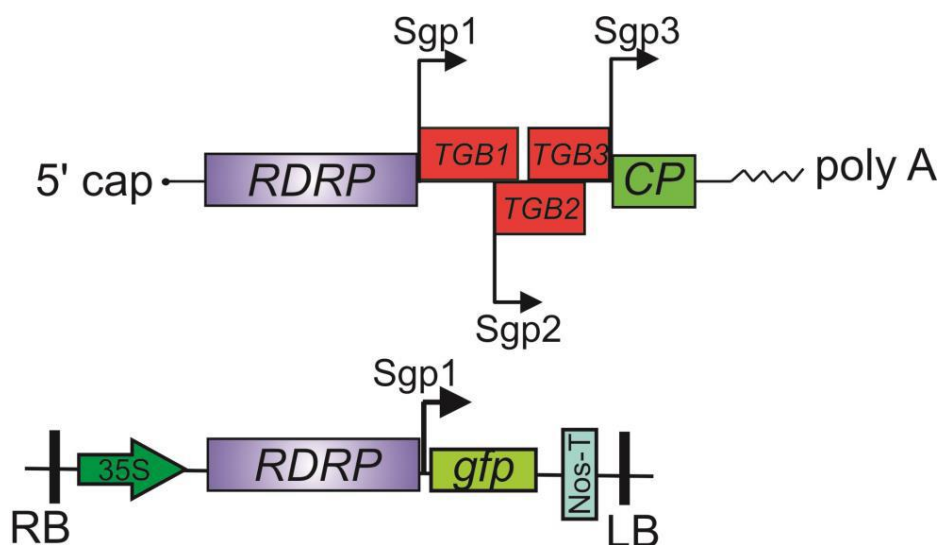 Sgp1 Sgp3
TGB1 TGB3
5' cap RDRP CP poly A
TGB2
Sgp2
Sgp1
35S RDRP gfp Nos-T
RB LB